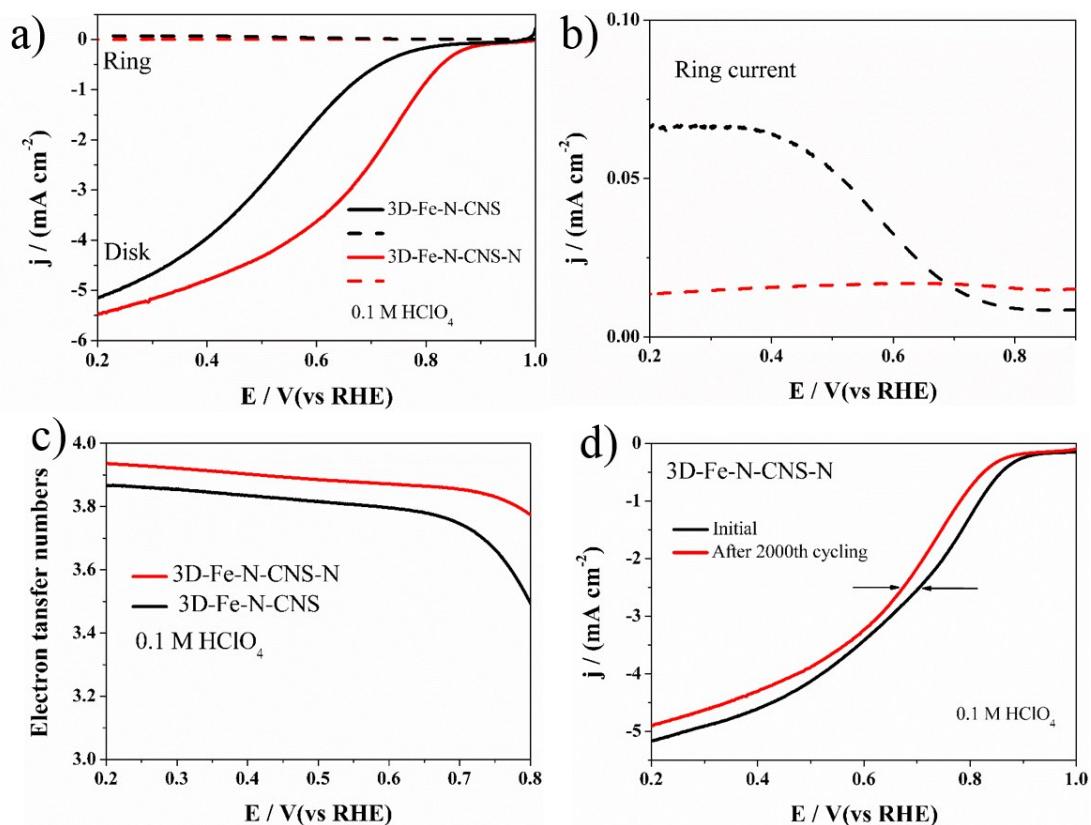 a)
0
-1
-2
-3
-4
-5
-6
j / (mA cm⁻²)
Ring
Disk
3D-Fe-N-CNS
3D-Fe-N-CNS-N
0.1 M HClO₄
0.2 0.4 0.6 0.8 1.0
E / V(vs RHE)
b)
0.10
0.05
0.00
j / (mA cm⁻²)
Ring current
0.2 0.4 0.6 0.8
E / V(vs RHE)
c)
4.0
3.8
3.6
3.4
3.2
3.0
Electron tansfer numbers
3D-Fe-N-CNS-N
3D-Fe-N-CNS
0.1 M HClO₄
0.2 0.3 0.4 0.5 0.6 0.7 0.8
E / V(vs RHE)
d)
0
-1
-2
-3
-4
-5
j / (mA cm⁻²)
3D-Fe-N-CNS-N
Initial
After 2000th cycling
0.1 M HClO₄
0.2 0.4 0.6 0.8 1.0
E / V(vs RHE)